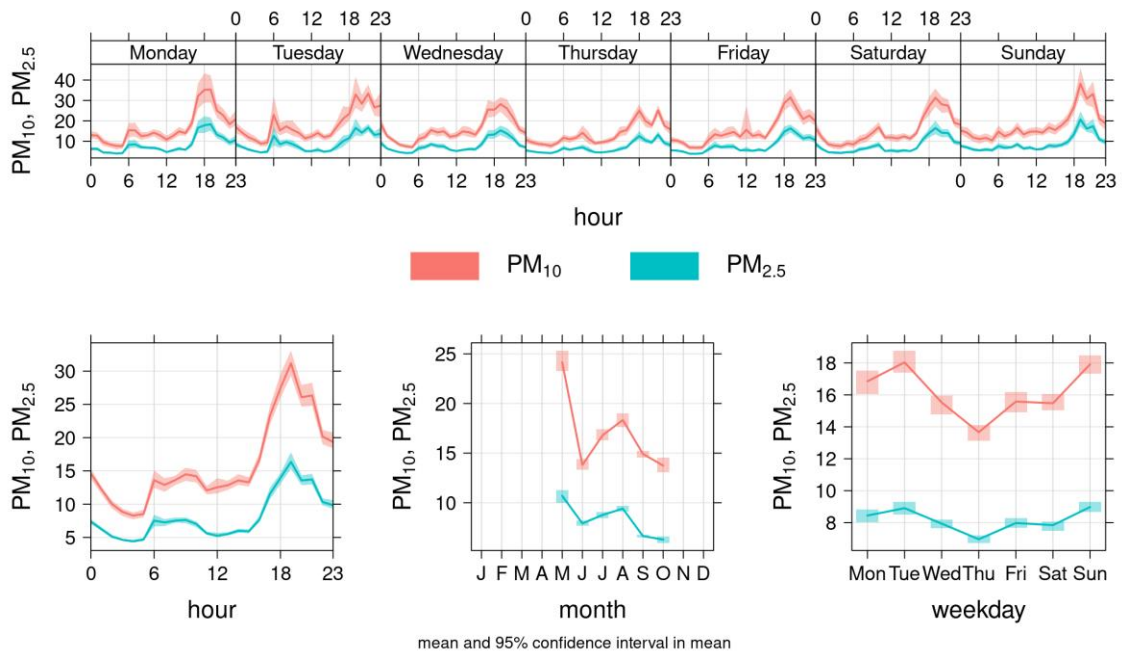 0 6 12 18 23 0 6 12 18 23 0 6 12 18 23
Monday Tuesday Wednesday Thursday Friday Saturday Sunday
40
30
20
10
PM10, PM2.5
0 6 12 18 23 0 6 12 18 23 0 6 12 18 23 0 6 12 18 23
hour
PM10 PM2.5
30
25
20
15
10
5
PM10, PM2.5
0 6 12 18 23
hour
25
20
15
10
PM10, PM2.5
J F M A M J J A S O N D
month
18
16
14
12
10
8
PM10, PM2.5
Mon Tue Wed Thu Fri Sat Sun
weekday
mean and 95% confidence interval in mean